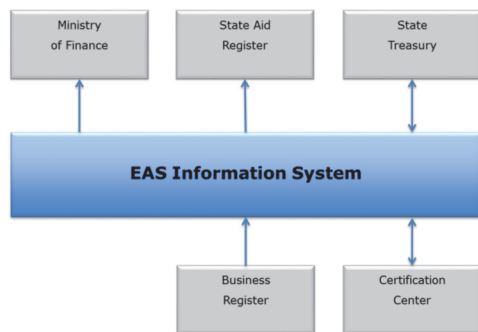 Ministry
of Finance
State Aid
Register
State
Treasury
EAS Information System
Business
Register
Certification
Center